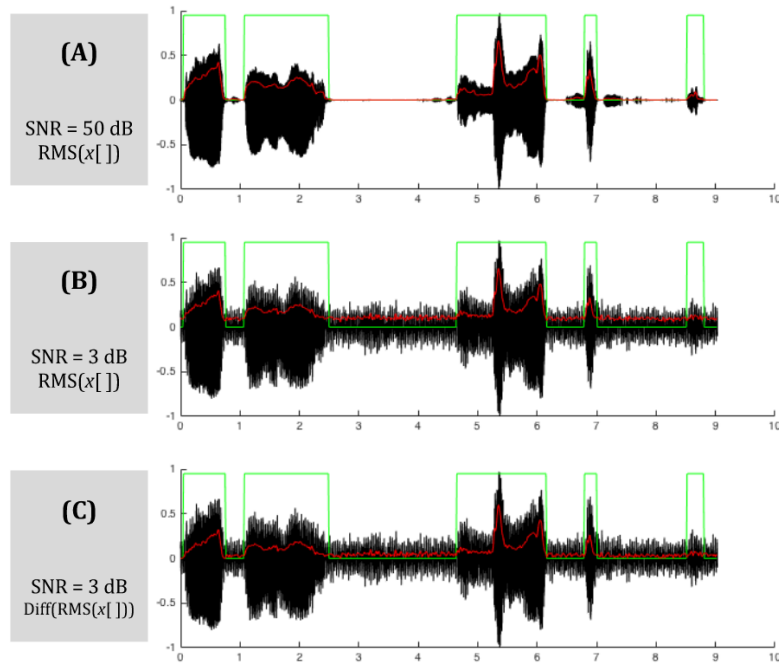 (A)
SNR = 50 dB
RMS(x[ ])
1
0.5
0
-0.5
-1
0 1 2 3 4 5 6 7 8 9 10
(B)
SNR = 3 dB
RMS(x[ ])
1
0.5
0
-0.5
-1
0 1 2 3 4 5 6 7 8 9 10
(C)
SNR = 3 dB
Diff(RMS(x[ ]))
1
0.5
0
-0.5
-1
0 1 2 3 4 5 6 7 8 9 10